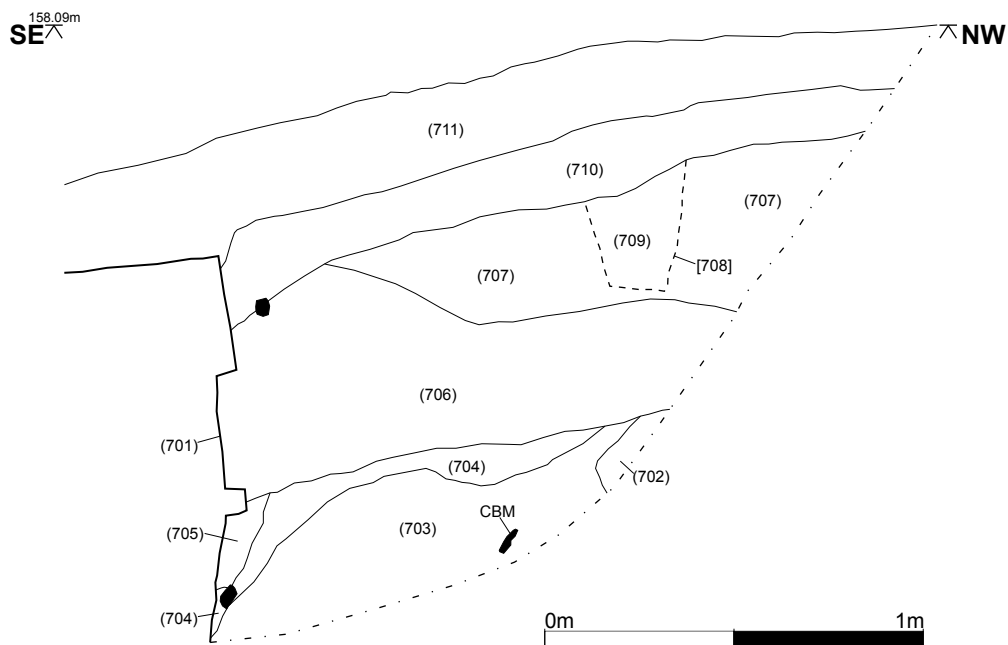 158.09m
SE
NW
(711)
(710)
(707)
(709)
[708]
(707)
(706)
(701)
(704)
(702)
CBM
(703)
(705)
(704)
0m
1m